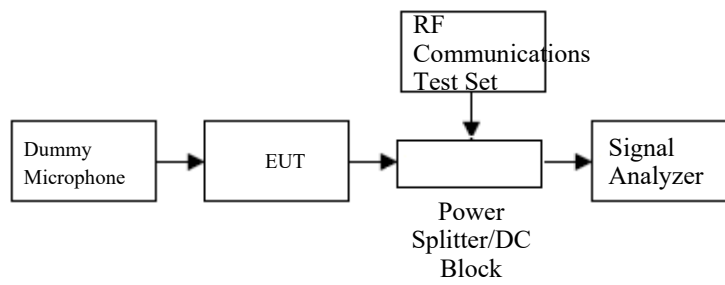 RF
Communications
Test Set
Dummy
Microphone
EUT
Signal
Analyzer
Power
Splitter/DC
Block